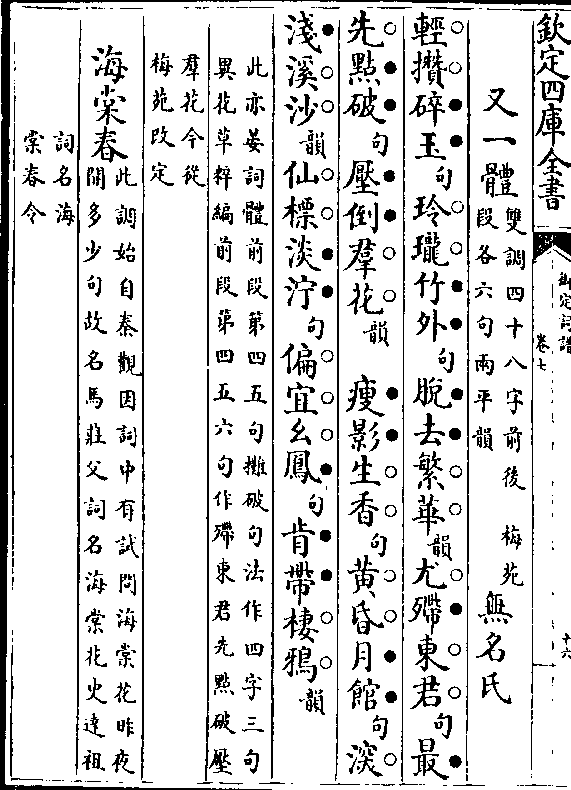 欽定四庫全書
御定詞譜
卷七
十六
又一體雙調四十八字前後段各六句兩平韻
梅苑無名氏
輕攢碎玉句玲瓏竹外句脫去繁華韻尤殢東君句最
先點破句壓倒羣花韻 瘦影生香句黃昏月館句深
淺溪沙韻仙標淡泞句偏宜幺鳳句肯帶棲鴉韻
此亦晏詞體前段第四五句攤破句法作四字三句
異花草粹編前段第四五六句作殢東君先點破壓
羣花今從
梅苑改定
海棠春此調始自秦觀因詞中有試問海棠花昨夜
開多少句故名馬莊父詞名海棠花史達祖
詞名海
棠春令